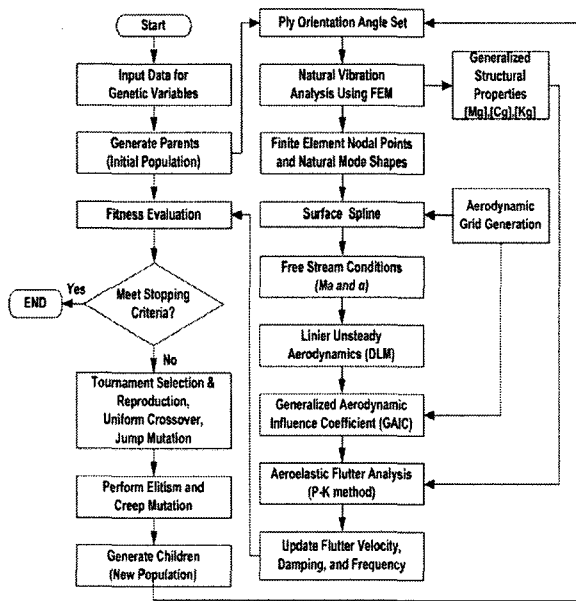 Start
Input Data for
Genetic Variables
Generate Parents
(Initial Population)
Fitness Evaluation
Meet Stopping
Criteria?
Yes
END
No
Tournament Selection &
Reproduction,
Uniform Crossover,
Jump Mutation
Perform Elitism and
Creep Mutation
Generate Children
(New Population)
Ply Orientation Angle Set
Natural Vibration
Analysis Using FEM
Finite Element Nodal Points
and Natural Mode Shapes
Surface Spline
Free Stream Conditions
(Ma and α)
Linier Unsteady
Aerodynamics (DLM)
Generalized Aerodynamic
Influence Coefficient (GAIC)
Aeroelastic Flutter Analysis
(P-K method)
Update Flutter Velocity,
Damping, and Frequency
Generalized
Structural
Properties
[Mg],[Cg],[Kg]
Aerodynamic
Grid Generation